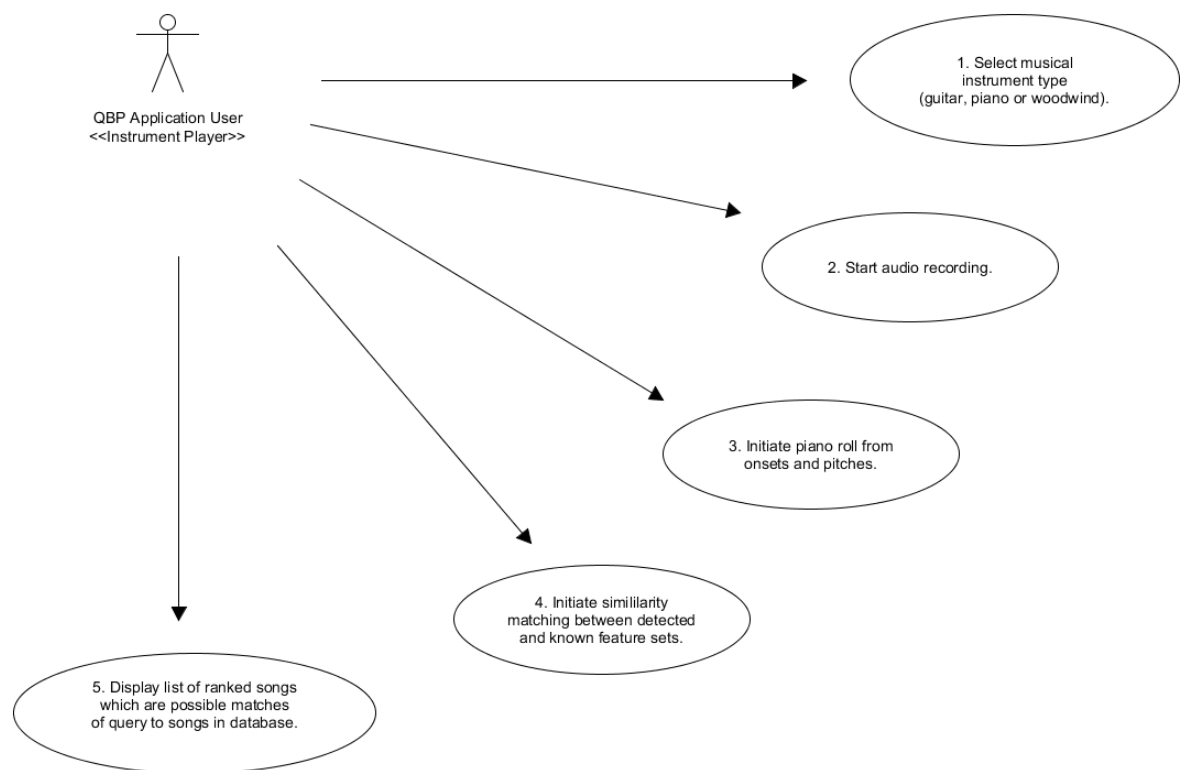 QBP Application User
<<Instrument Player>>
1. Select musical
instrument type
(guitar, piano or woodwind).
2. Start audio recording.
3. Initiate piano roll from
onsets and pitches.
4. Initiate simililarity
matching between detected
and known feature sets.
5. Display list of ranked songs
which are possible matches
of query to songs in database.